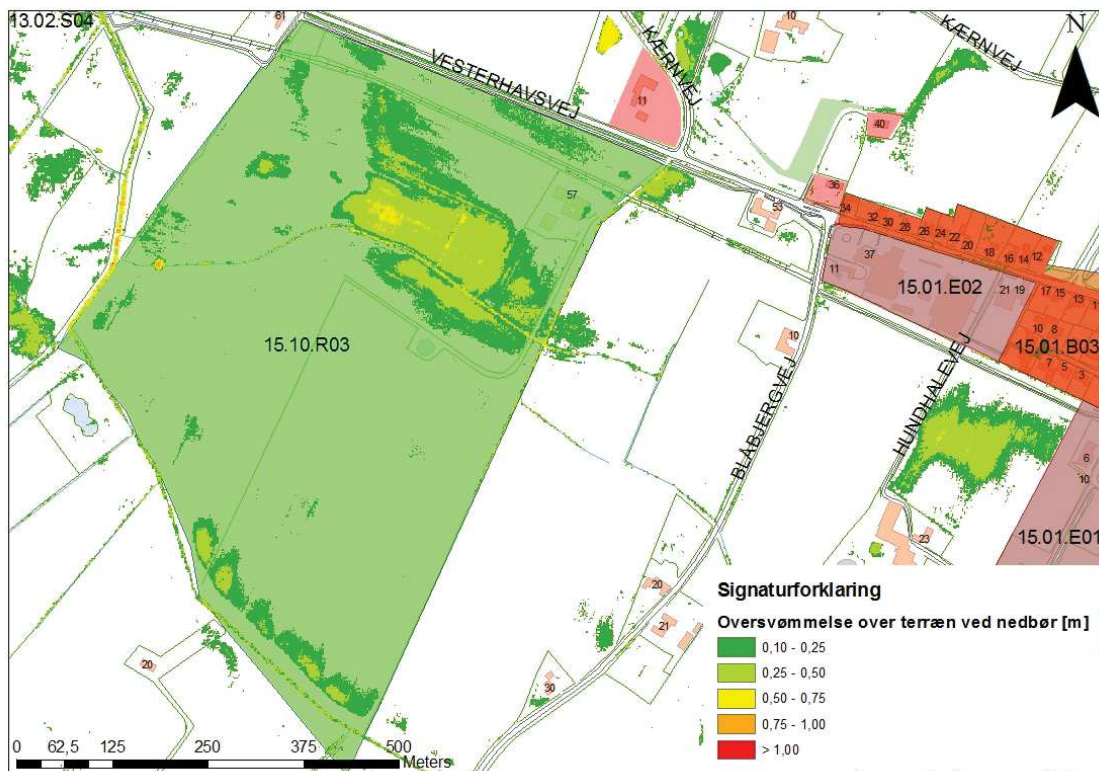 13.02.S04
61
VESTERHAVSVEJ
KÆRNVEJ
10
KÆRNVEJ
N
11
40
57
53
36
34
32
30
28
26
24
22
20
18
16
14
12
11
37
15.01.E02
21
19
17
15
13
11
15.10.R03
10
10
8
15.01.B03
7
5
3
BLÅBJERGVEJ
HUNDHALEVEJ
6
10
23
15.01.E01
20
21
20
30
Signaturforklaring
Oversvømmelse over terræn ved nedbør [m]
0,10 - 0,25
0,25 - 0,50
0,50 - 0,75
0,75 - 1,00
> 1,00
0 62,5 125 250 375 500
Meters